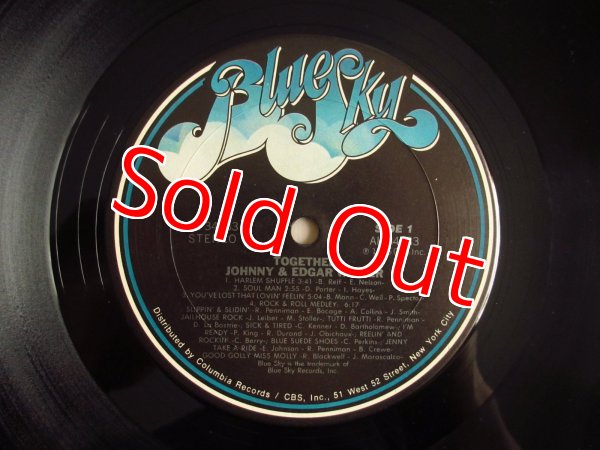 Blue Sky
Sold Out
STEREO
SIDE 1
JOHNNY & EDGAR
1. HARLEM SHUFFLE 3:41 -B. Relf - E. Nelson-
2. SOUL MAN 2:55 -D. Porter - I. Hayes-
3. YOU'VE LOST THAT LOVIN' FEELIN' 5:04 -B. Mann - C. Weil - P. Spector-
4. ROCK & ROLL MEDLEY: 6:17
SLIPPIN' & SLIDIN' - R. Penniman - E. Bocage - A. Collins - J. Smith-
JAILHOUSE ROCK - J. Leiber - M. Stoller-; TUTTI FRUTTI - R. Penniman -
D. La Bostrie-, SICK & TIRED - C. Kenner - D. Bartholomew-/ I'M
READY - P. King - R. Durand - J. Obichaux-, REELIN' AND
ROCKIN' -C. Berry-, BLUE SUEDE SHOES - C. Perkins-/ JENNY
TAKE A RIDE -E. Johnson - R. Penniman - B. Crewe-
GOOD GOLLY MISS MOLLY - R. Blackwell - J. Marascalco-
Blue Sky is the trademark of
Blue Sky Records, Inc.
Distributed by Columbia Records / CBS, Inc., 51 West 52 Street, New York City